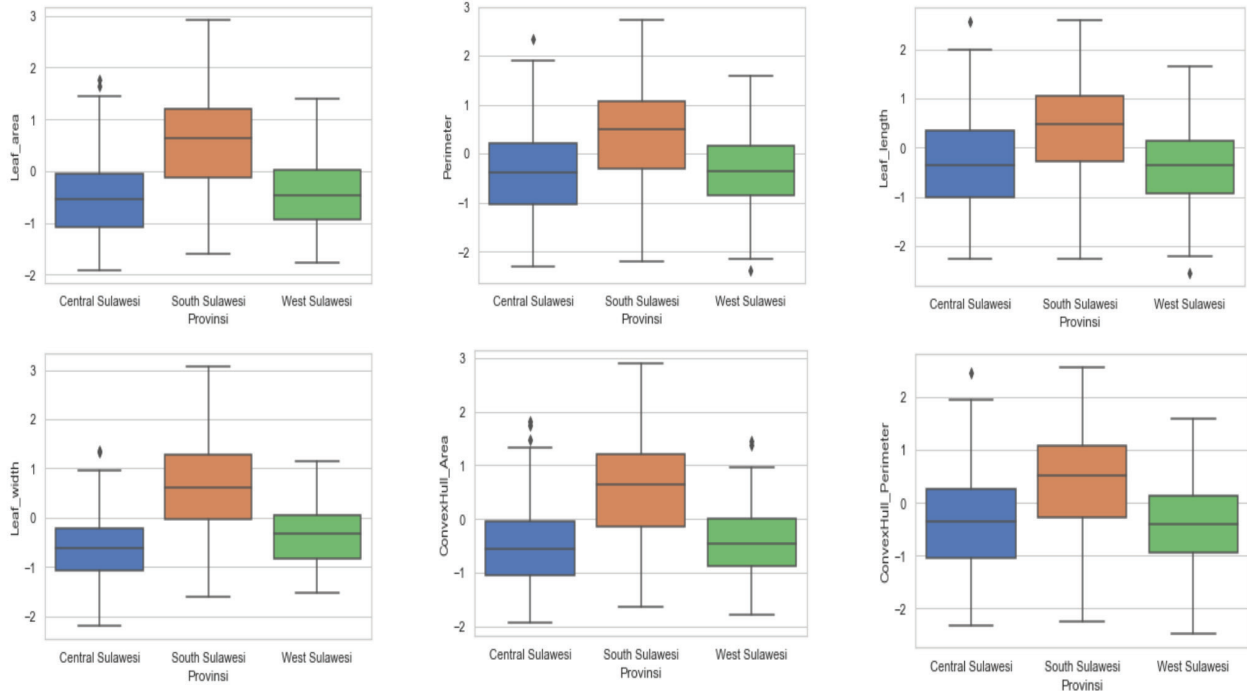 Leaf_area
3
2
1
0
−1
−2
Central Sulawesi South Sulawesi West Sulawesi
Provinsi
Perimeter
3
2
1
0
−1
−2
Central Sulawesi South Sulawesi West Sulawesi
Provinsi
Leaf_length
2
1
0
−1
−2
Central Sulawesi South Sulawesi West Sulawesi
Provinsi
Leaf_width
3
2
1
0
−1
−2
Central Sulawesi South Sulawesi West Sulawesi
Provinsi
ConvexHull_Area
3
2
1
0
−1
−2
Central Sulawesi South Sulawesi West Sulawesi
Provinsi
ConvexHull_Perimeter
2
1
0
−1
−2
Central Sulawesi South Sulawesi West Sulawesi
Provinsi